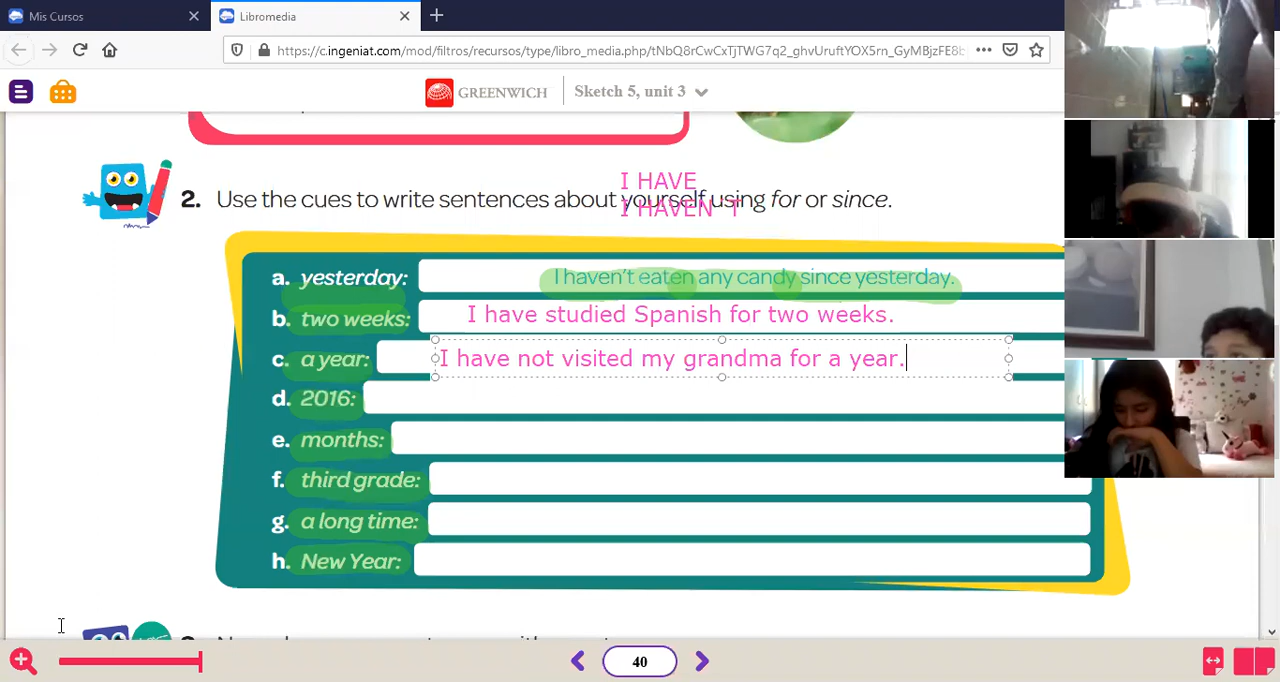 Mis Cursos
Libromedia
https://c.ingeniat.com/mod/filtros/recursos/type/libro_media.php/tNbQ8rCwCxTjTWG7q2_ghvUruftYOX5rn_GyMBjzFE8b
GREENWICH
Sketch 5, unit 3
I HAVE
2. Use the cues to write sentences about yourself using for or since.
I HAVEN´T
a. yesterday: I haven't eaten any candy since yesterday.
b. two weeks: I have studied Spanish for two weeks.
c. a year: I have not visited my grandma for a year.
d. 2016:
e. months:
f. third grade:
g. a long time:
h. New Year:
40